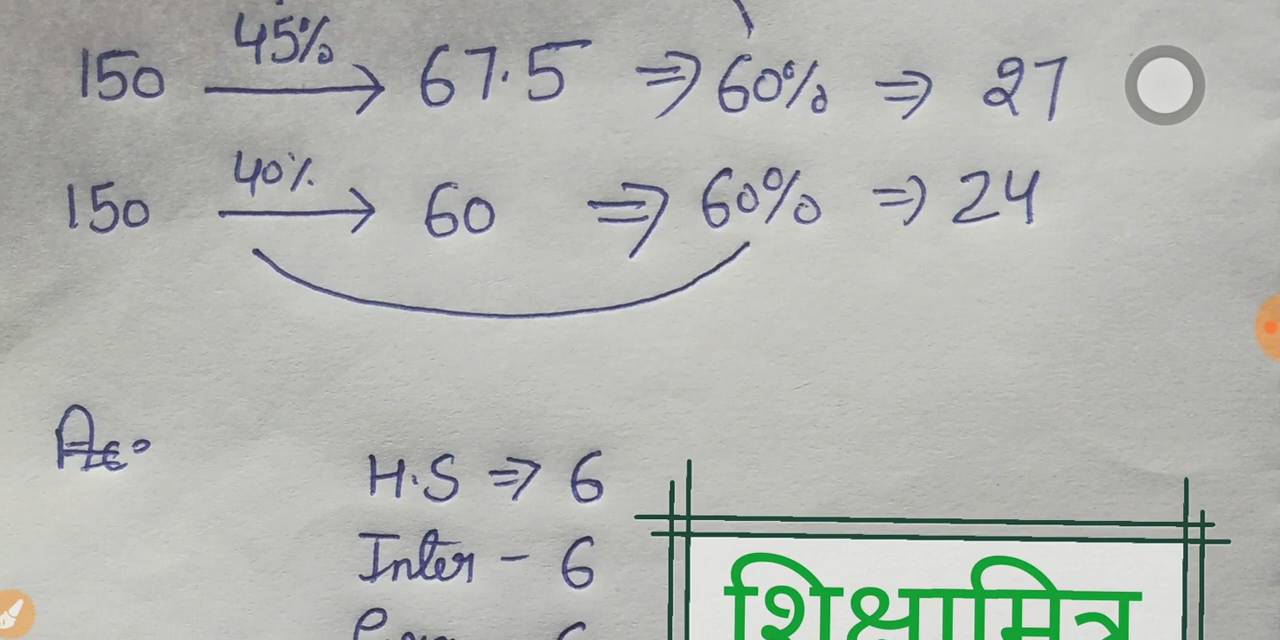 150 45%→ 67.5 ⇒ 60% ⇒ 27
150 40%→ 60 ⇒ 60% ⇒ 24
H.S ⇒ 6
Inter - 6
शिक्षामित्र